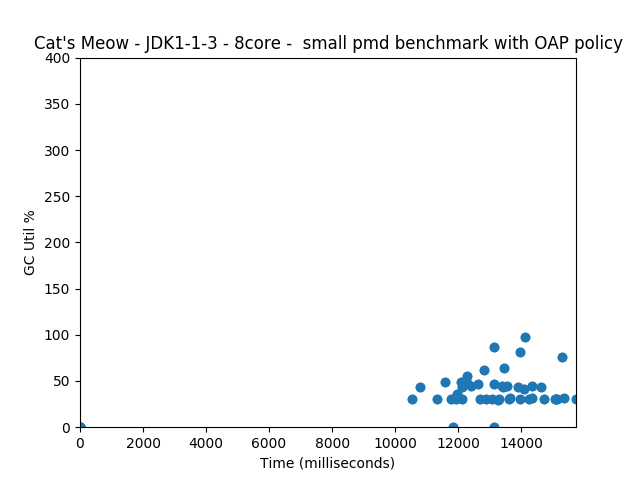 Cat's Meow - JDK1-1-3 - 8core -  small pmd benchmark with OAP policy
400
350
300
250
200
150
100
50
0
GC Util %
0 2000 4000 6000 8000 10000 12000 14000
Time (milliseconds)